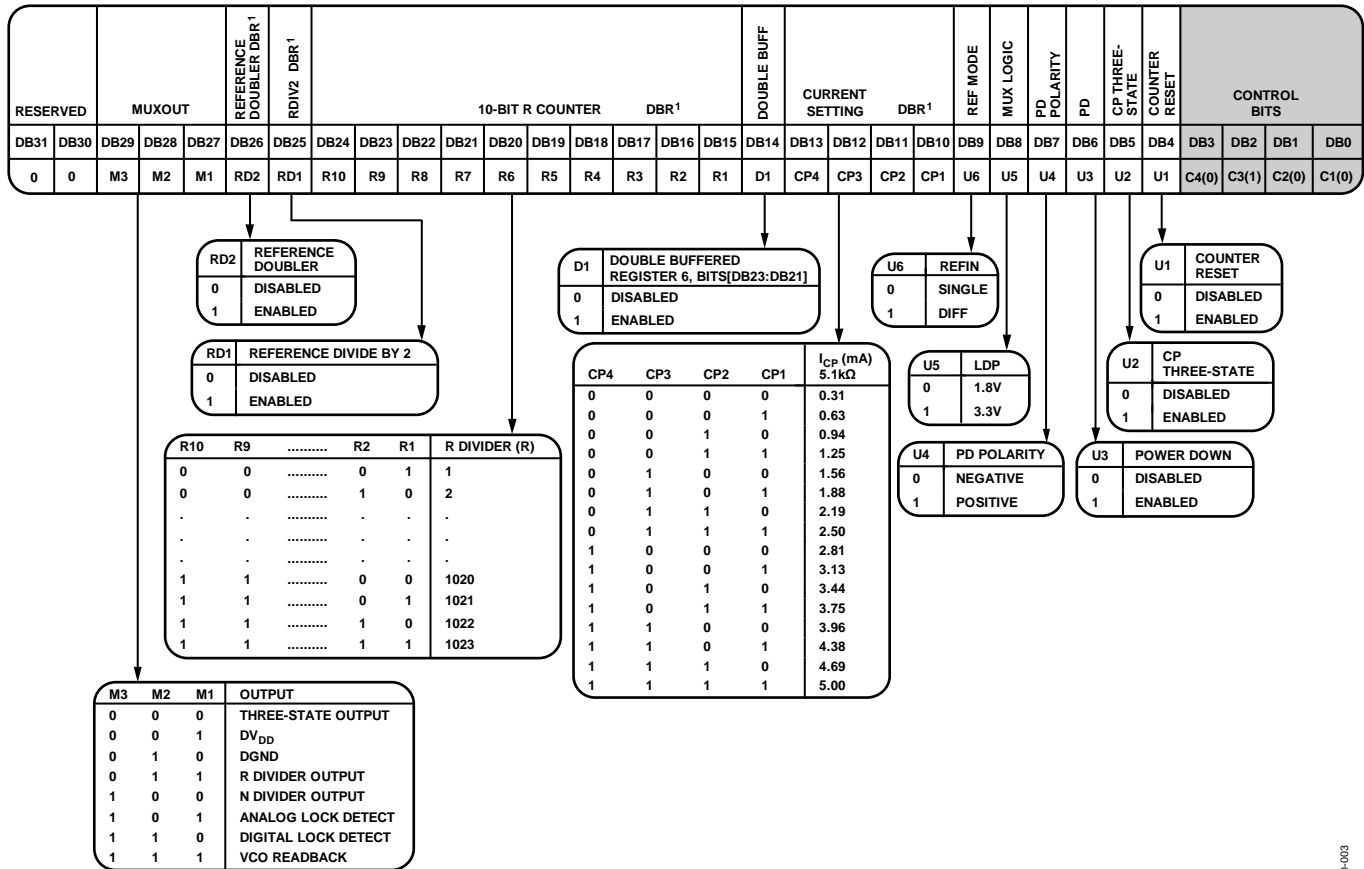 RESERVED MUXOUT REFERENCE DOUBLER DBR1 RDIV2 DBR1 10-BIT R COUNTER DBR1 DOUBLE BUFF CURRENT SETTING DBR1 REF MODE MUX LOGIC PD POLARITY PD CP THREE-STATE COUNTER RESET CONTROL BITS
DB31 DB30 DB29 DB28 DB27 DB26 DB25 DB24 DB23 DB22 DB21 DB20 DB19 DB18 DB17 DB16 DB15 DB14 DB13 DB12 DB11 DB10 DB9 DB8 DB7 DB6 DB5 DB4 DB3 DB2 DB1 DB0
0 0 M3 M2 M1 RD2 RD1 R10 R9 R8 R7 R6 R5 R4 R3 R2 R1 D1 CP4 CP3 CP2 CP1 U6 U5 U4 U3 U2 U1 C4(0) C3(1) C2(0) C1(0)
RD2 REFERENCE DOUBLER
0 DISABLED
1 ENABLED
RD1 REFERENCE DIVIDE BY 2
0 DISABLED
1 ENABLED
R10 R9 .......... R2 R1 R DIVIDER (R)
0 0 .......... 0 1 1
0 0 .......... 1 0 2
. . .......... . . .
. . .......... . . .
. . .......... . . .
1 1 .......... 0 0 1020
1 1 .......... 0 1 1021
1 1 .......... 1 0 1022
1 1 .......... 1 1 1023
M3 M2 M1 OUTPUT
0 0 0 THREE-STATE OUTPUT
0 0 1 DVDD
0 1 0 DGND
0 1 1 R DIVIDER OUTPUT
1 0 0 N DIVIDER OUTPUT
1 0 1 ANALOG LOCK DETECT
1 1 0 DIGITAL LOCK DETECT
1 1 1 VCO READBACK
D1 DOUBLE BUFFERED
REGISTER 6, BITS[DB23:DB21]
0 DISABLED
1 ENABLED
CP4 CP3 CP2 CP1 ICP (mA) 5.1kΩ
0 0 0 0 0.31
0 0 0 1 0.63
0 0 1 0 0.94
0 0 1 1 1.25
0 1 0 0 1.56
0 1 0 1 1.88
0 1 1 0 2.19
0 1 1 1 2.50
1 0 0 0 2.81
1 0 0 1 3.13
1 0 1 0 3.44
1 0 1 1 3.75
1 1 0 0 3.96
1 1 0 1 4.38
1 1 1 0 4.69
1 1 1 1 5.00
U6 REFIN
0 SINGLE
1 DIFF
U5 LDP
0 1.8V
1 3.3V
U4 PD POLARITY
0 NEGATIVE
1 POSITIVE
U1 COUNTER RESET
0 DISABLED
1 ENABLED
U2 CP THREE-STATE
0 DISABLED
1 ENABLED
U3 POWER DOWN
0 DISABLED
1 ENABLED